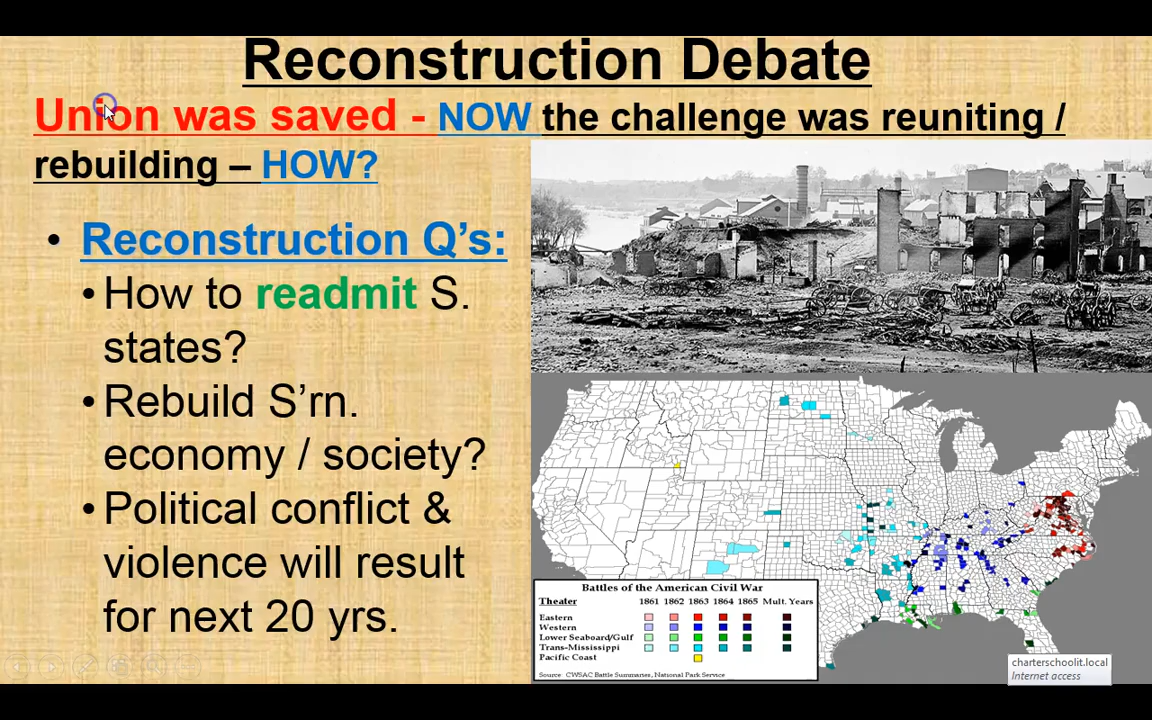 Reconstruction Debate
Union was saved - NOW the challenge was reuniting /
rebuilding – HOW?
• Reconstruction Q’s:
• How to readmit S.
states?
• Rebuild S’rn.
economy / society?
• Political conflict &
violence will result
for next 20 yrs.
Battles of the American Civil War
Theater 1861 1862 1863 1864 1865 Mult. Years
Eastern
Western
Lower Seaboard/Gulf
Trans-Mississippi
Pacific Coast
Source: CWSAC Battle Summaries, National Park Service
charterschoolit.local
Internet access